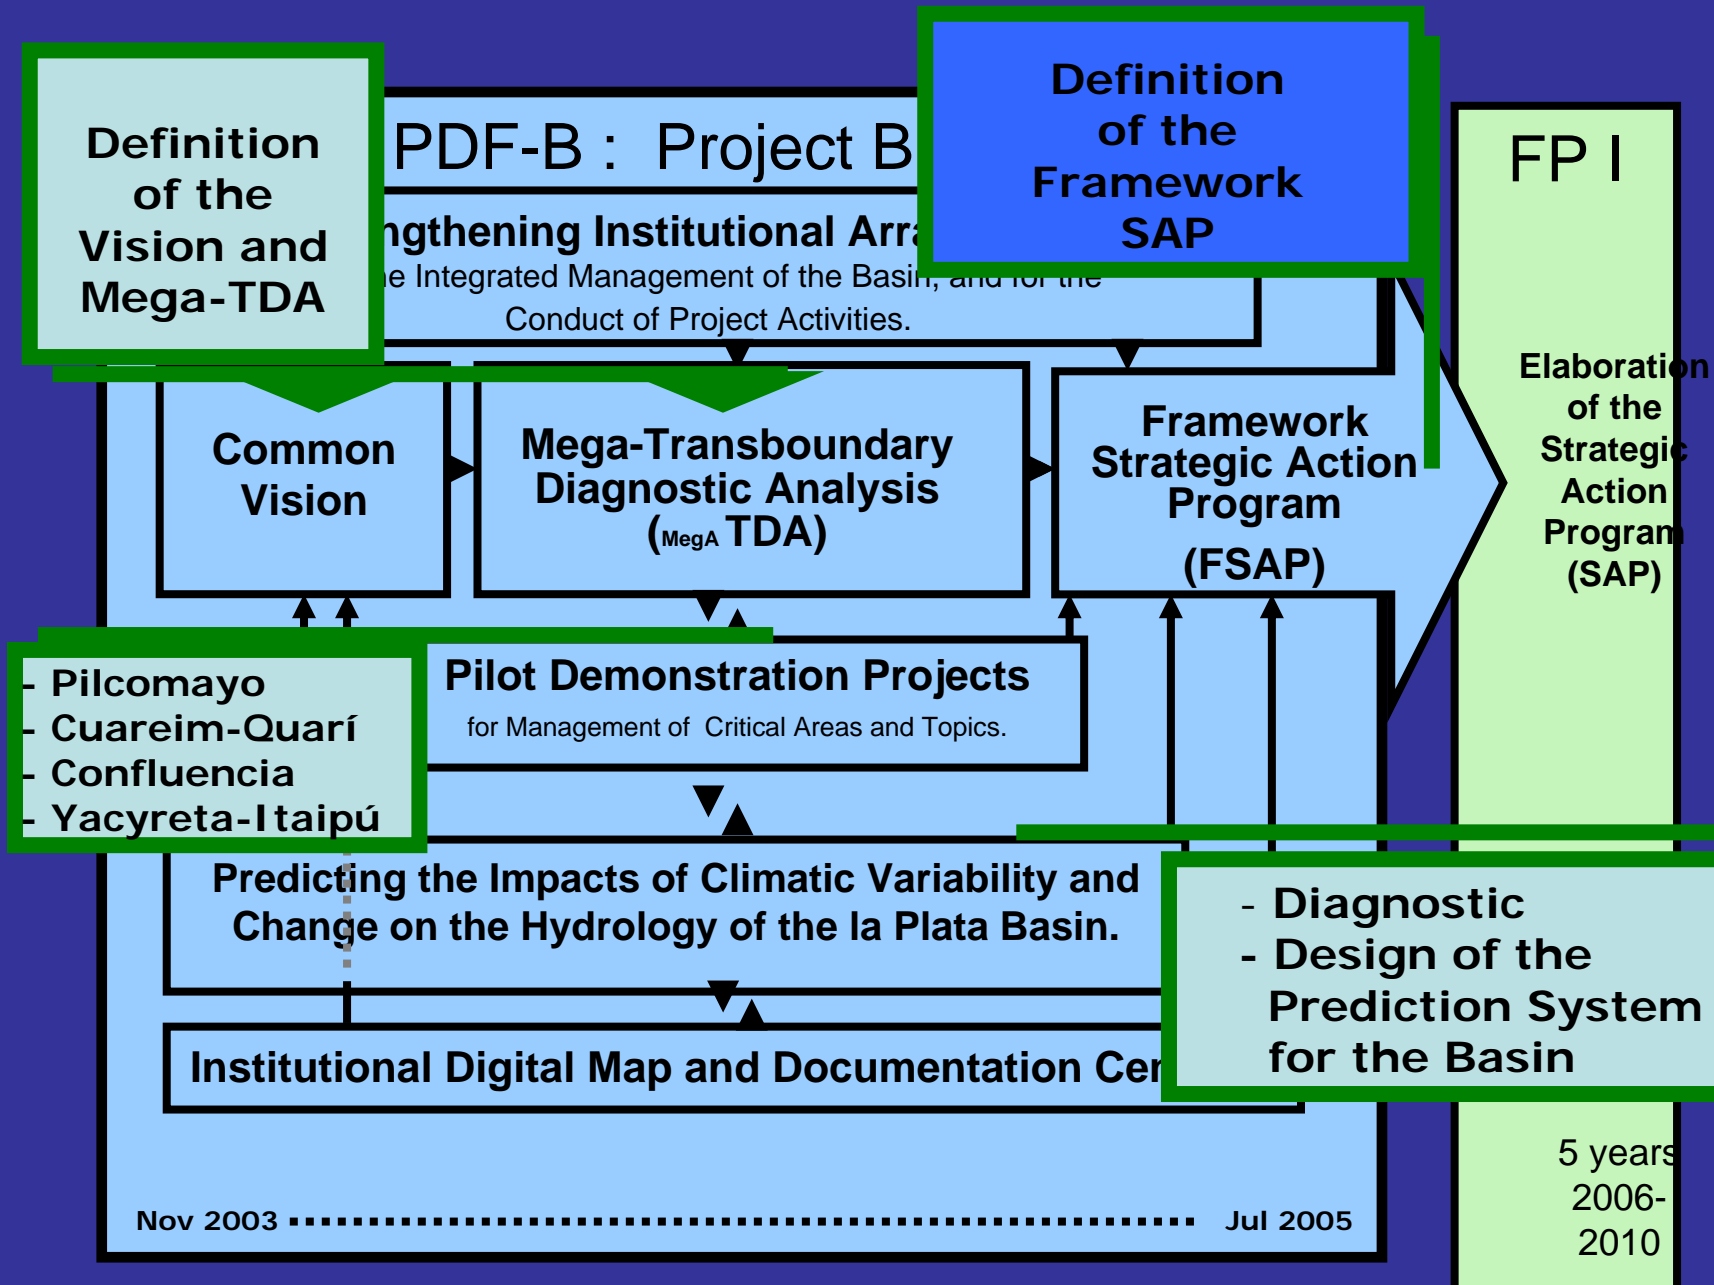 Definition
of the
Vision and
Mega-TDA
PDF-B : Project B
Definition
of the
Framework
SAP
FP I
ngthening Institutional Arra
e Integrated Management of the Basin, and for the
Conduct of Project Activities.
Common
Vision
Mega-Transboundary
Diagnostic Analysis
(MegA TDA)
Framework
Strategic Action
Program
(FSAP)
Elaboration
of the
Strategic
Action
Program
(SAP)
- Pilcomayo
- Cuareim-Quarí
- Confluencia
- Yacyreta-Itaipú
Pilot Demonstration Projects
for Management of Critical Areas and Topics.
Predicting the Impacts of Climatic Variability and
Change on the Hydrology of the la Plata Basin.
- Diagnostic
- Design of the
Prediction System
for the Basin
Institutional Digital Map and Documentation Cen
5 years
2006-
2010
Nov 2003
Jul 2005